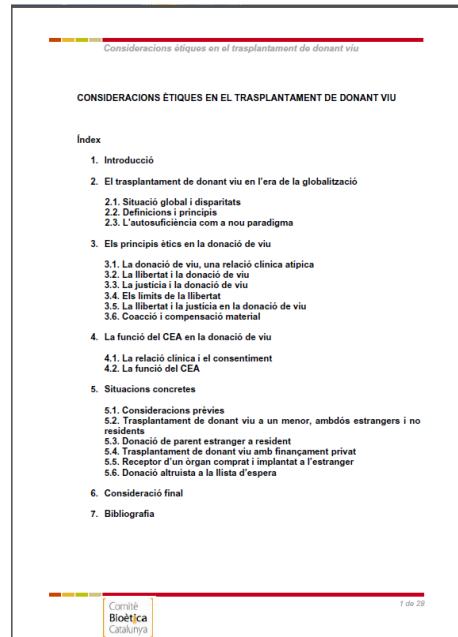 Consideracions ètiques en el trasplantament de donant viu
CONSIDERACIONS ÈTIQUES EN EL TRASPLANTAMENT DE DONANT VIU
Índex
1. Introducció
2. El trasplantament de donant viu en l'era de la globalització
2.1. Situació global i disparitats
2.2. Definicions i principis
2.3. L'autosuficiència com a nou paradigma
3. Els principis ètics en la donació de viu
3.1. La donació de viu, una relació clínica atípica
3.2. La llibertat i la donació de viu
3.3. La justícia i la donació de viu
3.4. Els límits de la llibertat
3.5. La llibertat i la justícia en la donació de viu
3.6. Coacció i compensació material
4. La funció del CEA en la donació de viu
4.1. La relació clínica i el consentiment
4.2. La funció del CEA
5. Situacions concretes
5.1. Consideracions prèvies
5.2. Trasplantament de donant viu a un menor, ambdós estrangers i no
residents
5.3. Donació de parent estranger a resident
5.4. Trasplantament de donant viu amb finançament privat
5.5. Receptor d'un òrgan comprat i implantat a l'estranger
5.6. Donació altruista a la llista d'espera
6. Consideració final
7. Bibliografia
1 de 29
Comitè
Bioètica
Catalunya